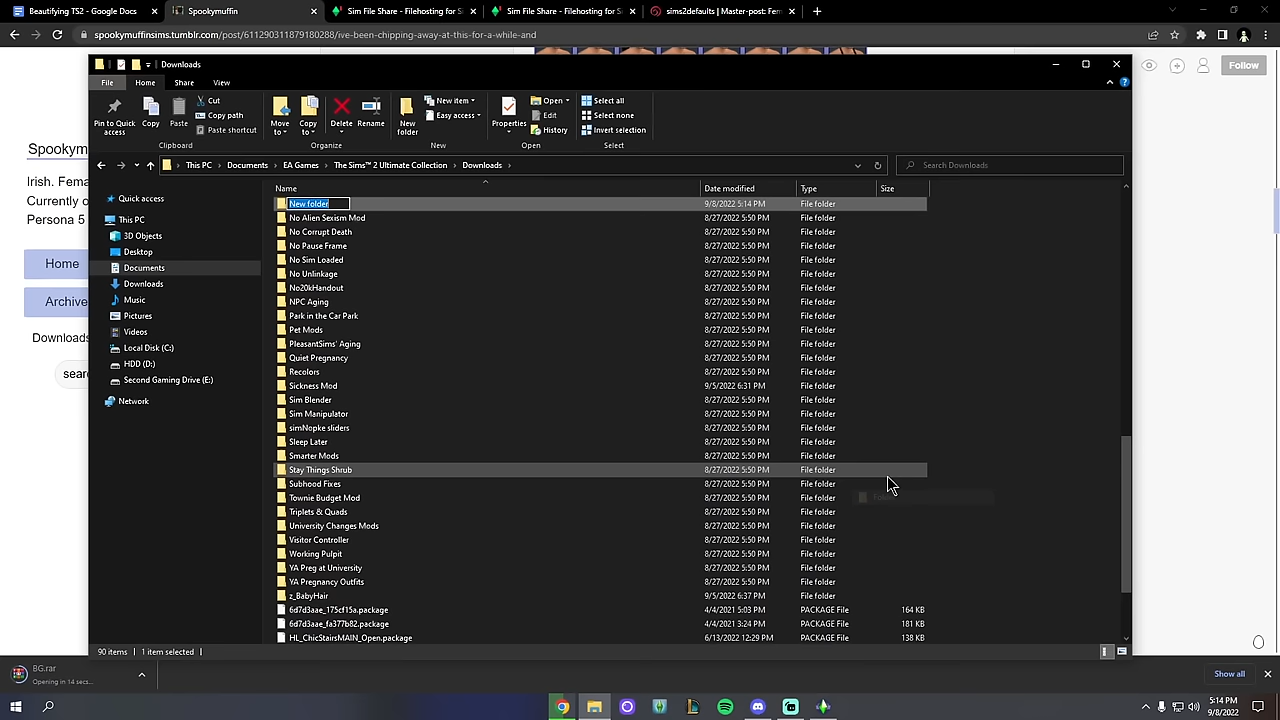 Beautifying TS2 - Google Docs
Spookymuffin
Sim File Share - Filehosting for S
Sim File Share - Filehosting for S
sims2defaults | Master-post: Fem
spookymuffinsims.tumblr.com/post/611290311879180288/ive-been-chipping-away-at-this-for-a-while-and
Downloads
File
Home
Share
View
Pin to Quick access
Copy
Paste
Cut
Copy path
Paste shortcut
Move to
Copy to
Delete
Rename
New folder
New item
Easy access
Properties
Open
Edit
History
Select all
Select none
Invert selection
Clipboard
Organize
New
Open
Select
This PC > Documents > EA Games > The Sims™ 2 Ultimate Collection > Downloads >
Search Downloads
Follow
Spookym
Irish. Fema
Currently o
Persona 5
Home
Archive
Downloads
sear
Quick access
This PC
3D Objects
Desktop
Documents
Downloads
Music
Pictures
Videos
Local Disk (C:)
HDD (D:)
Second Gaming Drive (E:)
Network
Name Date modified Type Size
New folder 9/8/2022 5:14 PM File folder
No Alien Sexism Mod 8/27/2022 5:50 PM File folder
No Corrupt Death 8/27/2022 5:50 PM File folder
No Pause Frame 8/27/2022 5:50 PM File folder
No Sim Loaded 8/27/2022 5:50 PM File folder
No Unlinkage 8/27/2022 5:50 PM File folder
No20kHandout 8/27/2022 5:50 PM File folder
NPC Aging 8/27/2022 5:50 PM File folder
Park in the Car Park 8/27/2022 5:50 PM File folder
Pet Mods 8/27/2022 5:50 PM File folder
PleasantSims' Aging 8/27/2022 5:50 PM File folder
Quiet Pregnancy 8/27/2022 5:50 PM File folder
Recolors 8/27/2022 5:50 PM File folder
Sickness Mod 9/5/2022 6:31 PM File folder
Sim Blender 8/27/2022 5:50 PM File folder
Sim Manipulator 8/27/2022 5:50 PM File folder
simNopke sliders 8/27/2022 5:50 PM File folder
Sleep Later 8/27/2022 5:50 PM File folder
Smarter Mods 8/27/2022 5:50 PM File folder
Stay Things Shrub 8/27/2022 5:50 PM File folder
Subhood Fixes 8/27/2022 5:50 PM File folder
Townie Budget Mod 8/27/2022 5:50 PM File folder
Triplets & Quads 8/27/2022 5:50 PM File folder
University Changes Mods 8/27/2022 5:50 PM File folder
Visitor Controller 8/27/2022 5:50 PM File folder
Working Pulpit 8/27/2022 5:50 PM File folder
YA Preg at University 8/27/2022 5:50 PM File folder
YA Pregnancy Outfits 8/27/2022 5:50 PM File folder
z_BabyHair 9/5/2022 6:37 PM File folder
6d7d3aae_175cf15a.package 4/4/2021 5:03 PM PACKAGE File 164 KB
6d7d3aae_fa377b82.package 4/4/2021 3:24 PM PACKAGE File 181 KB
HL_ChicStairsMAIN_Open.package 6/13/2022 12:29 PM PACKAGE File 138 KB
90 items
1 item selected
BG.rar
Opening in 14 secs...
Show all
5:14 PM
9/8/2022